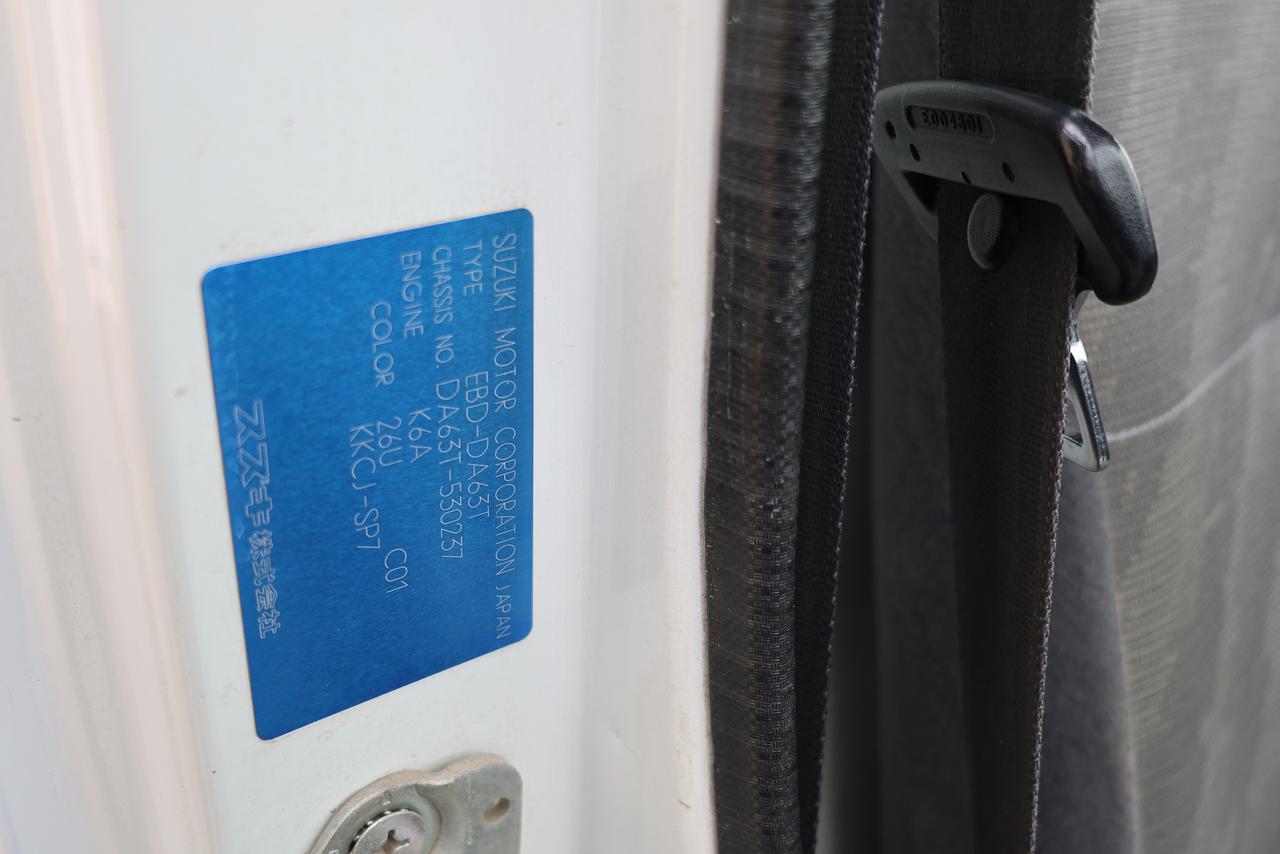 SUZUKI MOTOR CORPORATION JAPAN
TYPE EBD-DA63T
CHASSIS NO. DA63T-530237
ENGINE K6A
COLOR 26U C01
KKCJ-SP7
スズキ株式会社
E004601